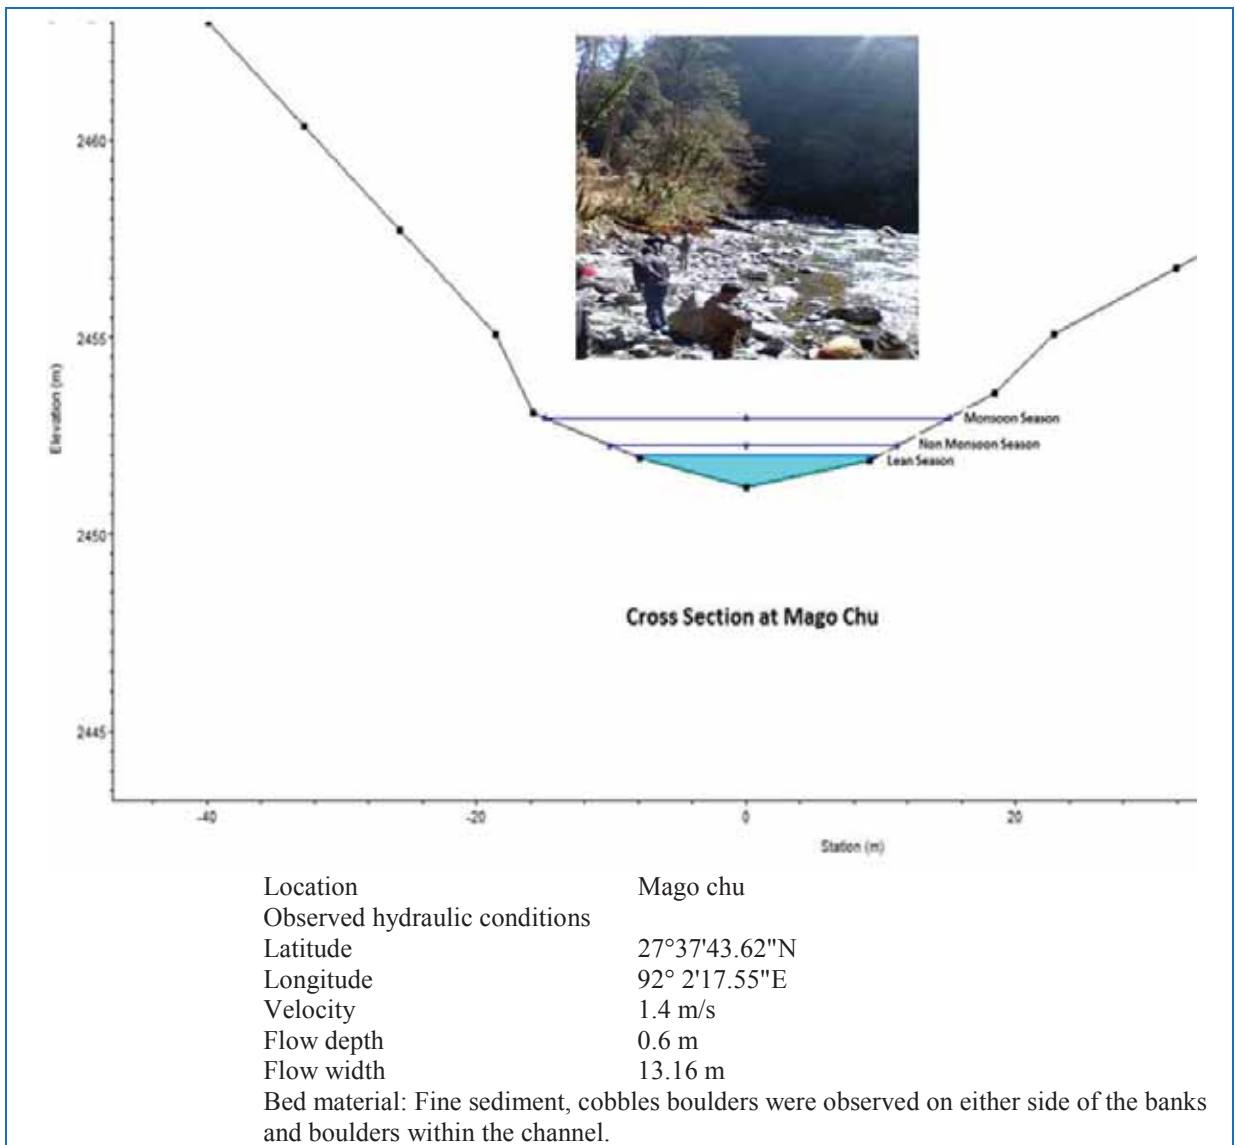 2460
2455
2450
2445
Elevation (m)
Monsoon Season
Non Monsoon Season
Lean Season
Cross Section at Mago Chu
-40 -20 0 20
Station (m)
Location Mago chu
Observed hydraulic conditions
Latitude 27°37'43.62"N
Longitude 92° 2'17.55"E
Velocity 1.4 m/s
Flow depth 0.6 m
Flow width 13.16 m
Bed material: Fine sediment, cobbles boulders were observed on either side of the banks
and boulders within the channel.